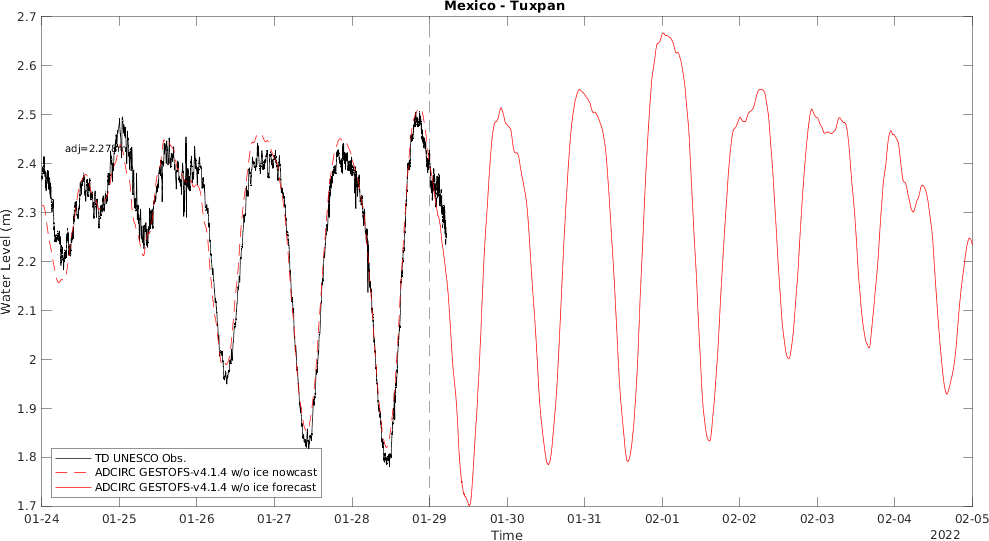 Mexico - Tuxpan
2.7
2.6
2.5
2.4
2.3
2.2
2.1
2
1.9
1.8
1.7
Water Level (m)
TD UNESCO Obs.
ADCIRC GESTOFS-v4.1.4 w/o ice nowcast
ADCIRC GESTOFS-v4.1.4 w/o ice forecast
01-24 01-25 01-26 01-27 01-28 01-29 01-30 01-31 02-01 02-02 02-03 02-04 02-05
Time
2022